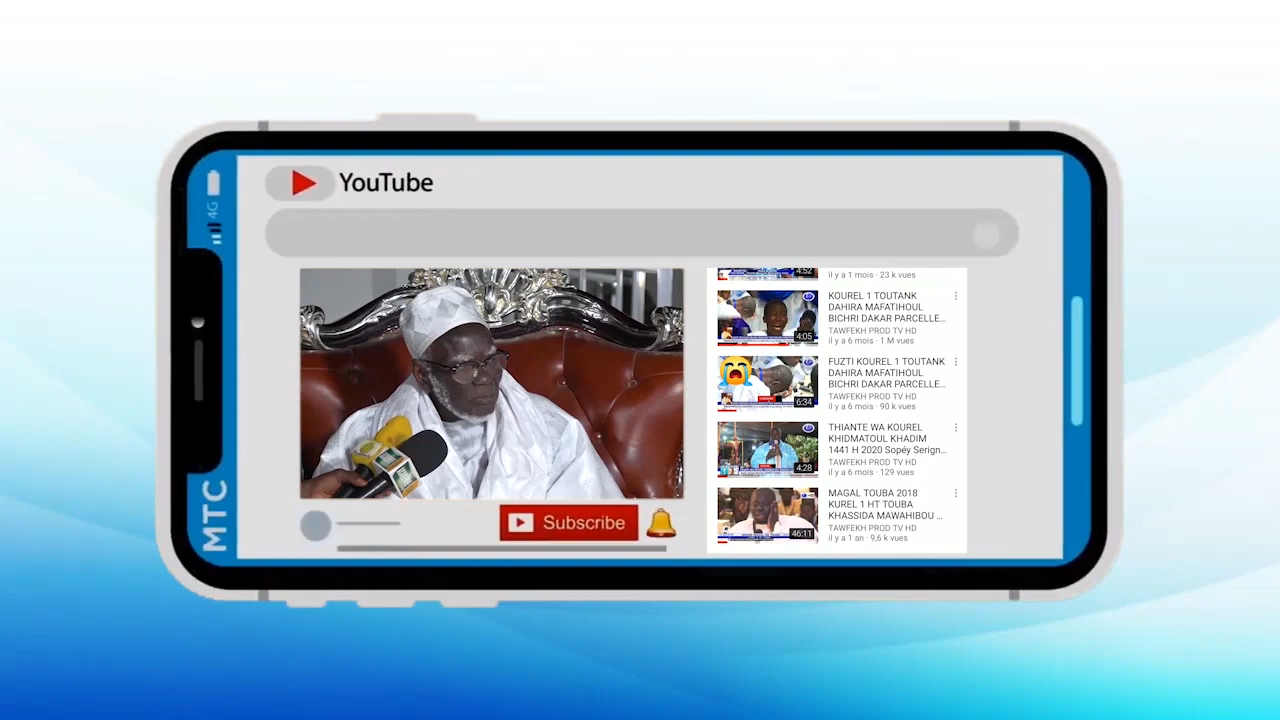 4G
MTC
YouTube
Subscribe
4:52
il y a 1 mois · 23 k vues
4:05
KOUREL 1 TOUTANK
DAHIRA MAFATIHOUL
BICHRI DAKAR PARCELLE...
TAWFEKH PROD TV HD
il y a 6 mois · 1 M vues
6:34
FUZTI KOUREL 1 TOUTANK
DAHIRA MAFATIHOUL
BICHRI DAKAR PARCELLE...
TAWFEKH PROD TV HD
il y a 6 mois · 90 k vues
4:28
THIANTE WA KOUREL
KHIDMATOUL KHADIM
1441 H 2020 Sopéy Serign...
TAWFEKH PROD TV HD
il y a 6 mois · 129 vues
46:11
MAGAL TOUBA 2018
KUREL 1 HT TOUBA
KHASSIDA MAWAHIBOU ...
TAWFEKH PROD TV HD
il y a 1 an · 9,6 k vues